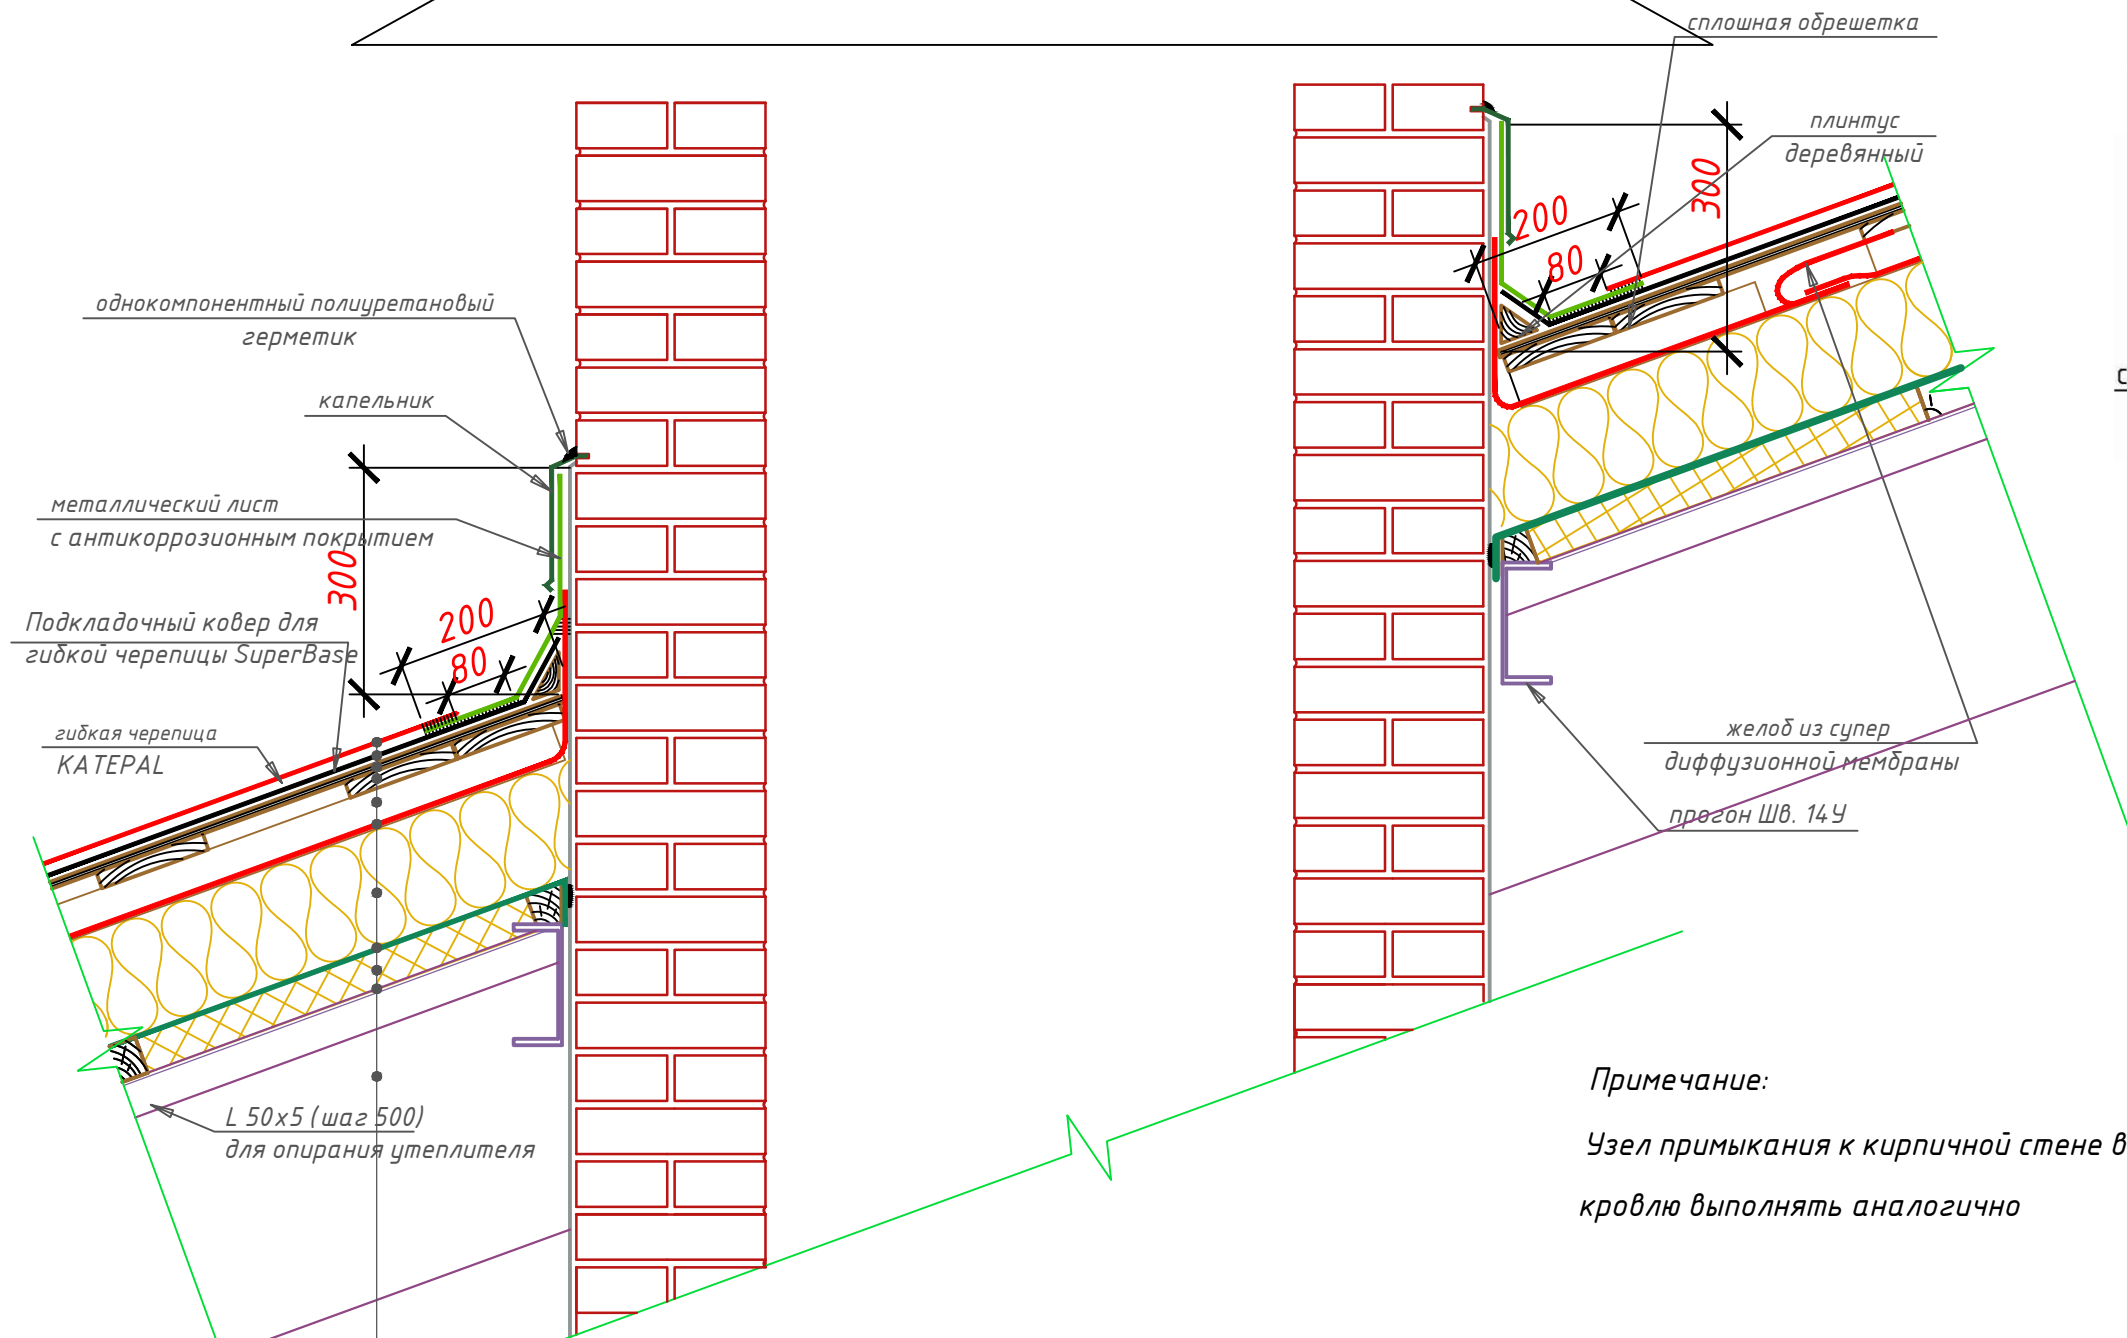 сплошная обрешетка
плинтус
деревянный
300
200
80
однокомпонентный полиуретановый
герметик
капельник
металлический лист
с антикоррозионным покрытием
300
200
80
Подкладочный ковер для
гибкой черепицы SuperBase
гибкая черепица
KATEPAL
желоб из супер
диффузионной мембраны
прогон Шв. 14У
L 50x5 (шаг 500)
для опирания утеплителя
Примечание:
Узел примыкания к кирпичной стене в
кровлю выполнять аналогично